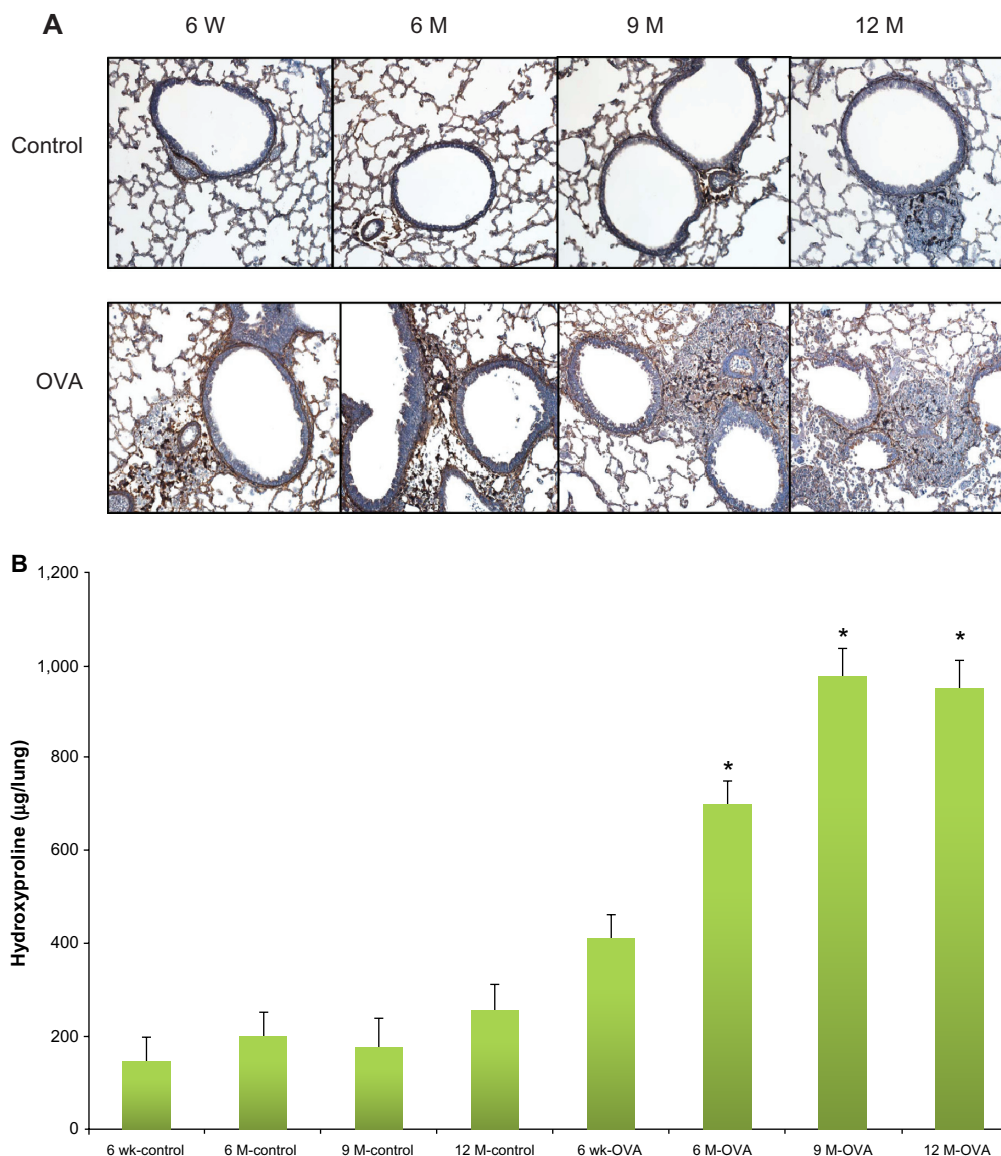 A
6 W 6 M 9 M 12 M
Control
OVA
B
1,200
1,000
800
600
400
200
0
Hydroxyproline (µg/lung)
* * *
6 wk-control 6 M-control 9 M-control 12 M-control 6 wk-OVA 6 M-OVA 9 M-OVA 12 M-OVA